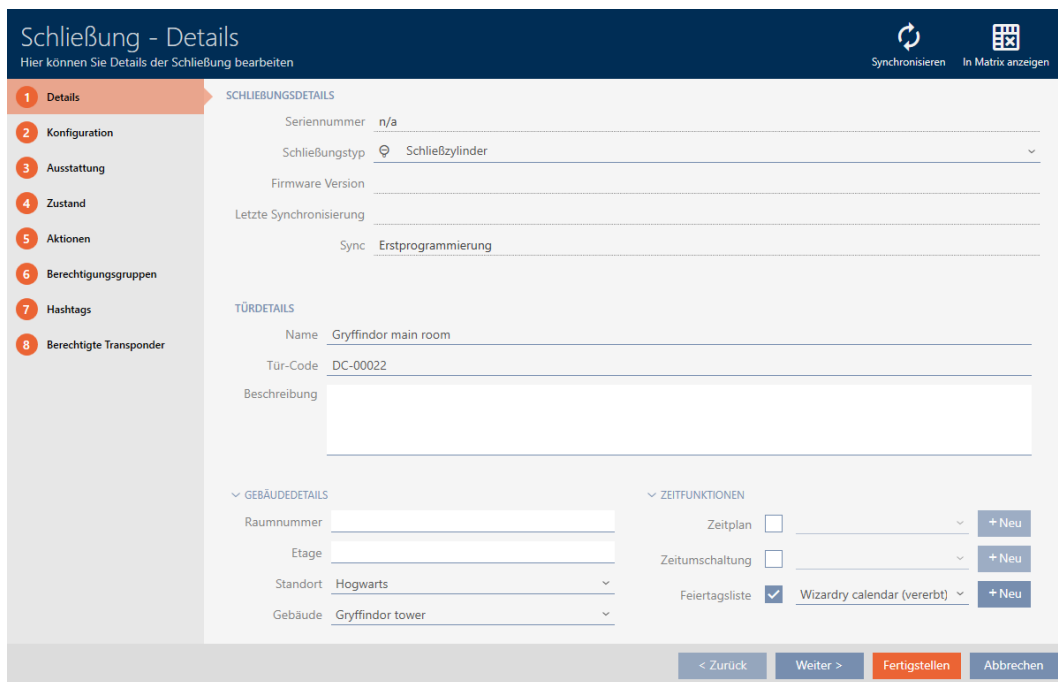 Schließung - Details
Hier können Sie Details der Schließung bearbeiten
Synchronisieren
In Matrix anzeigen
1 Details
2 Konfiguration
3 Ausstattung
4 Zustand
5 Aktionen
6 Berechtigungsgruppen
7 Hashtags
8 Berechtigte Transponder
SCHLIEßUNGSDETAILS
Seriennummer n/a
Schließungstyp Schließzylinder
Firmware Version
Letzte Synchronisierung
Sync Erstprogrammierung
TÜRDETAILS
Name Gryffindor main room
Tür-Code DC-00022
Beschreibung
GEBÄUDEDETAILS
Raumnummer
Etage
Standort Hogwarts
Gebäude Gryffindor tower
ZEITFUNKTIONEN
Zeitplan + Neu
Zeitumschaltung + Neu
Feiertagsliste Wizardry calendar (vererbt) + Neu
< Zurück
Weiter >
Fertigstellen
Abbrechen